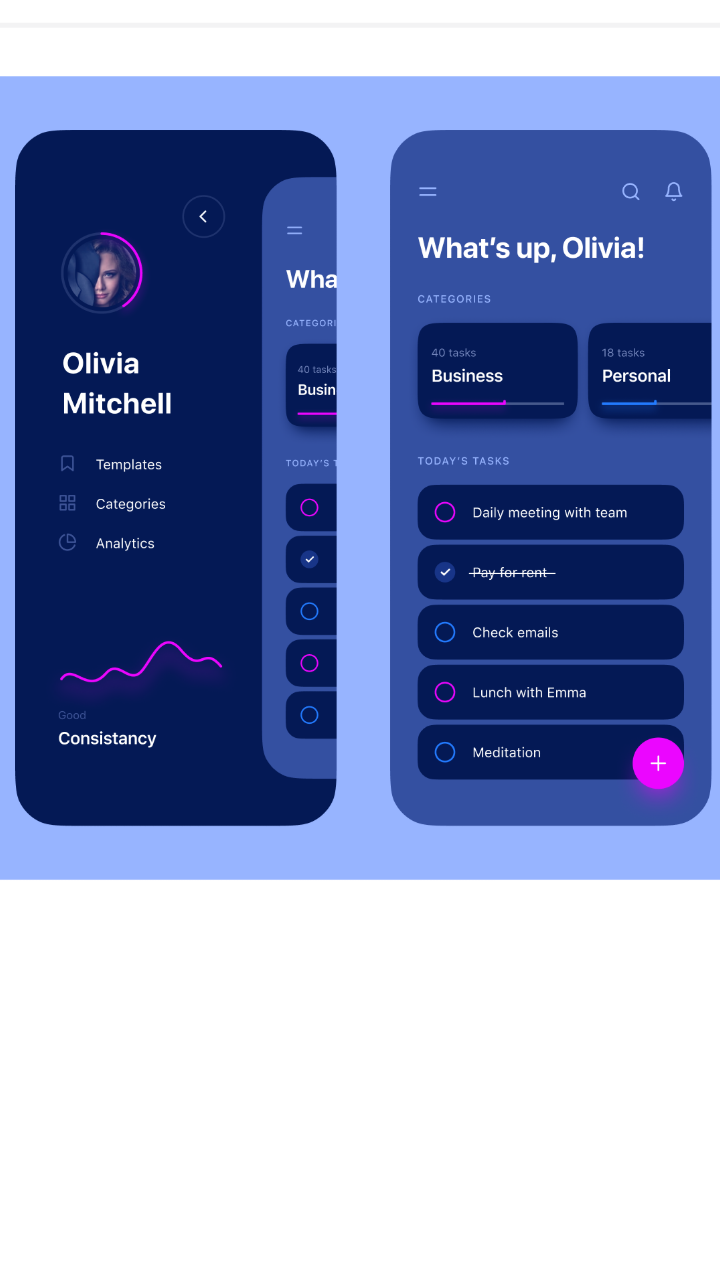 Olivia
Mitchell
Templates
Categories
Analytics
Good
Consistancy
Wha
CATEGORI
40 tasks
Busin
TODAY'S T
What's up, Olivia!
CATEGORIES
40 tasks
Business
18 tasks
Personal
TODAY'S TASKS
Daily meeting with team
Pay for rent
Check emails
Lunch with Emma
Meditation